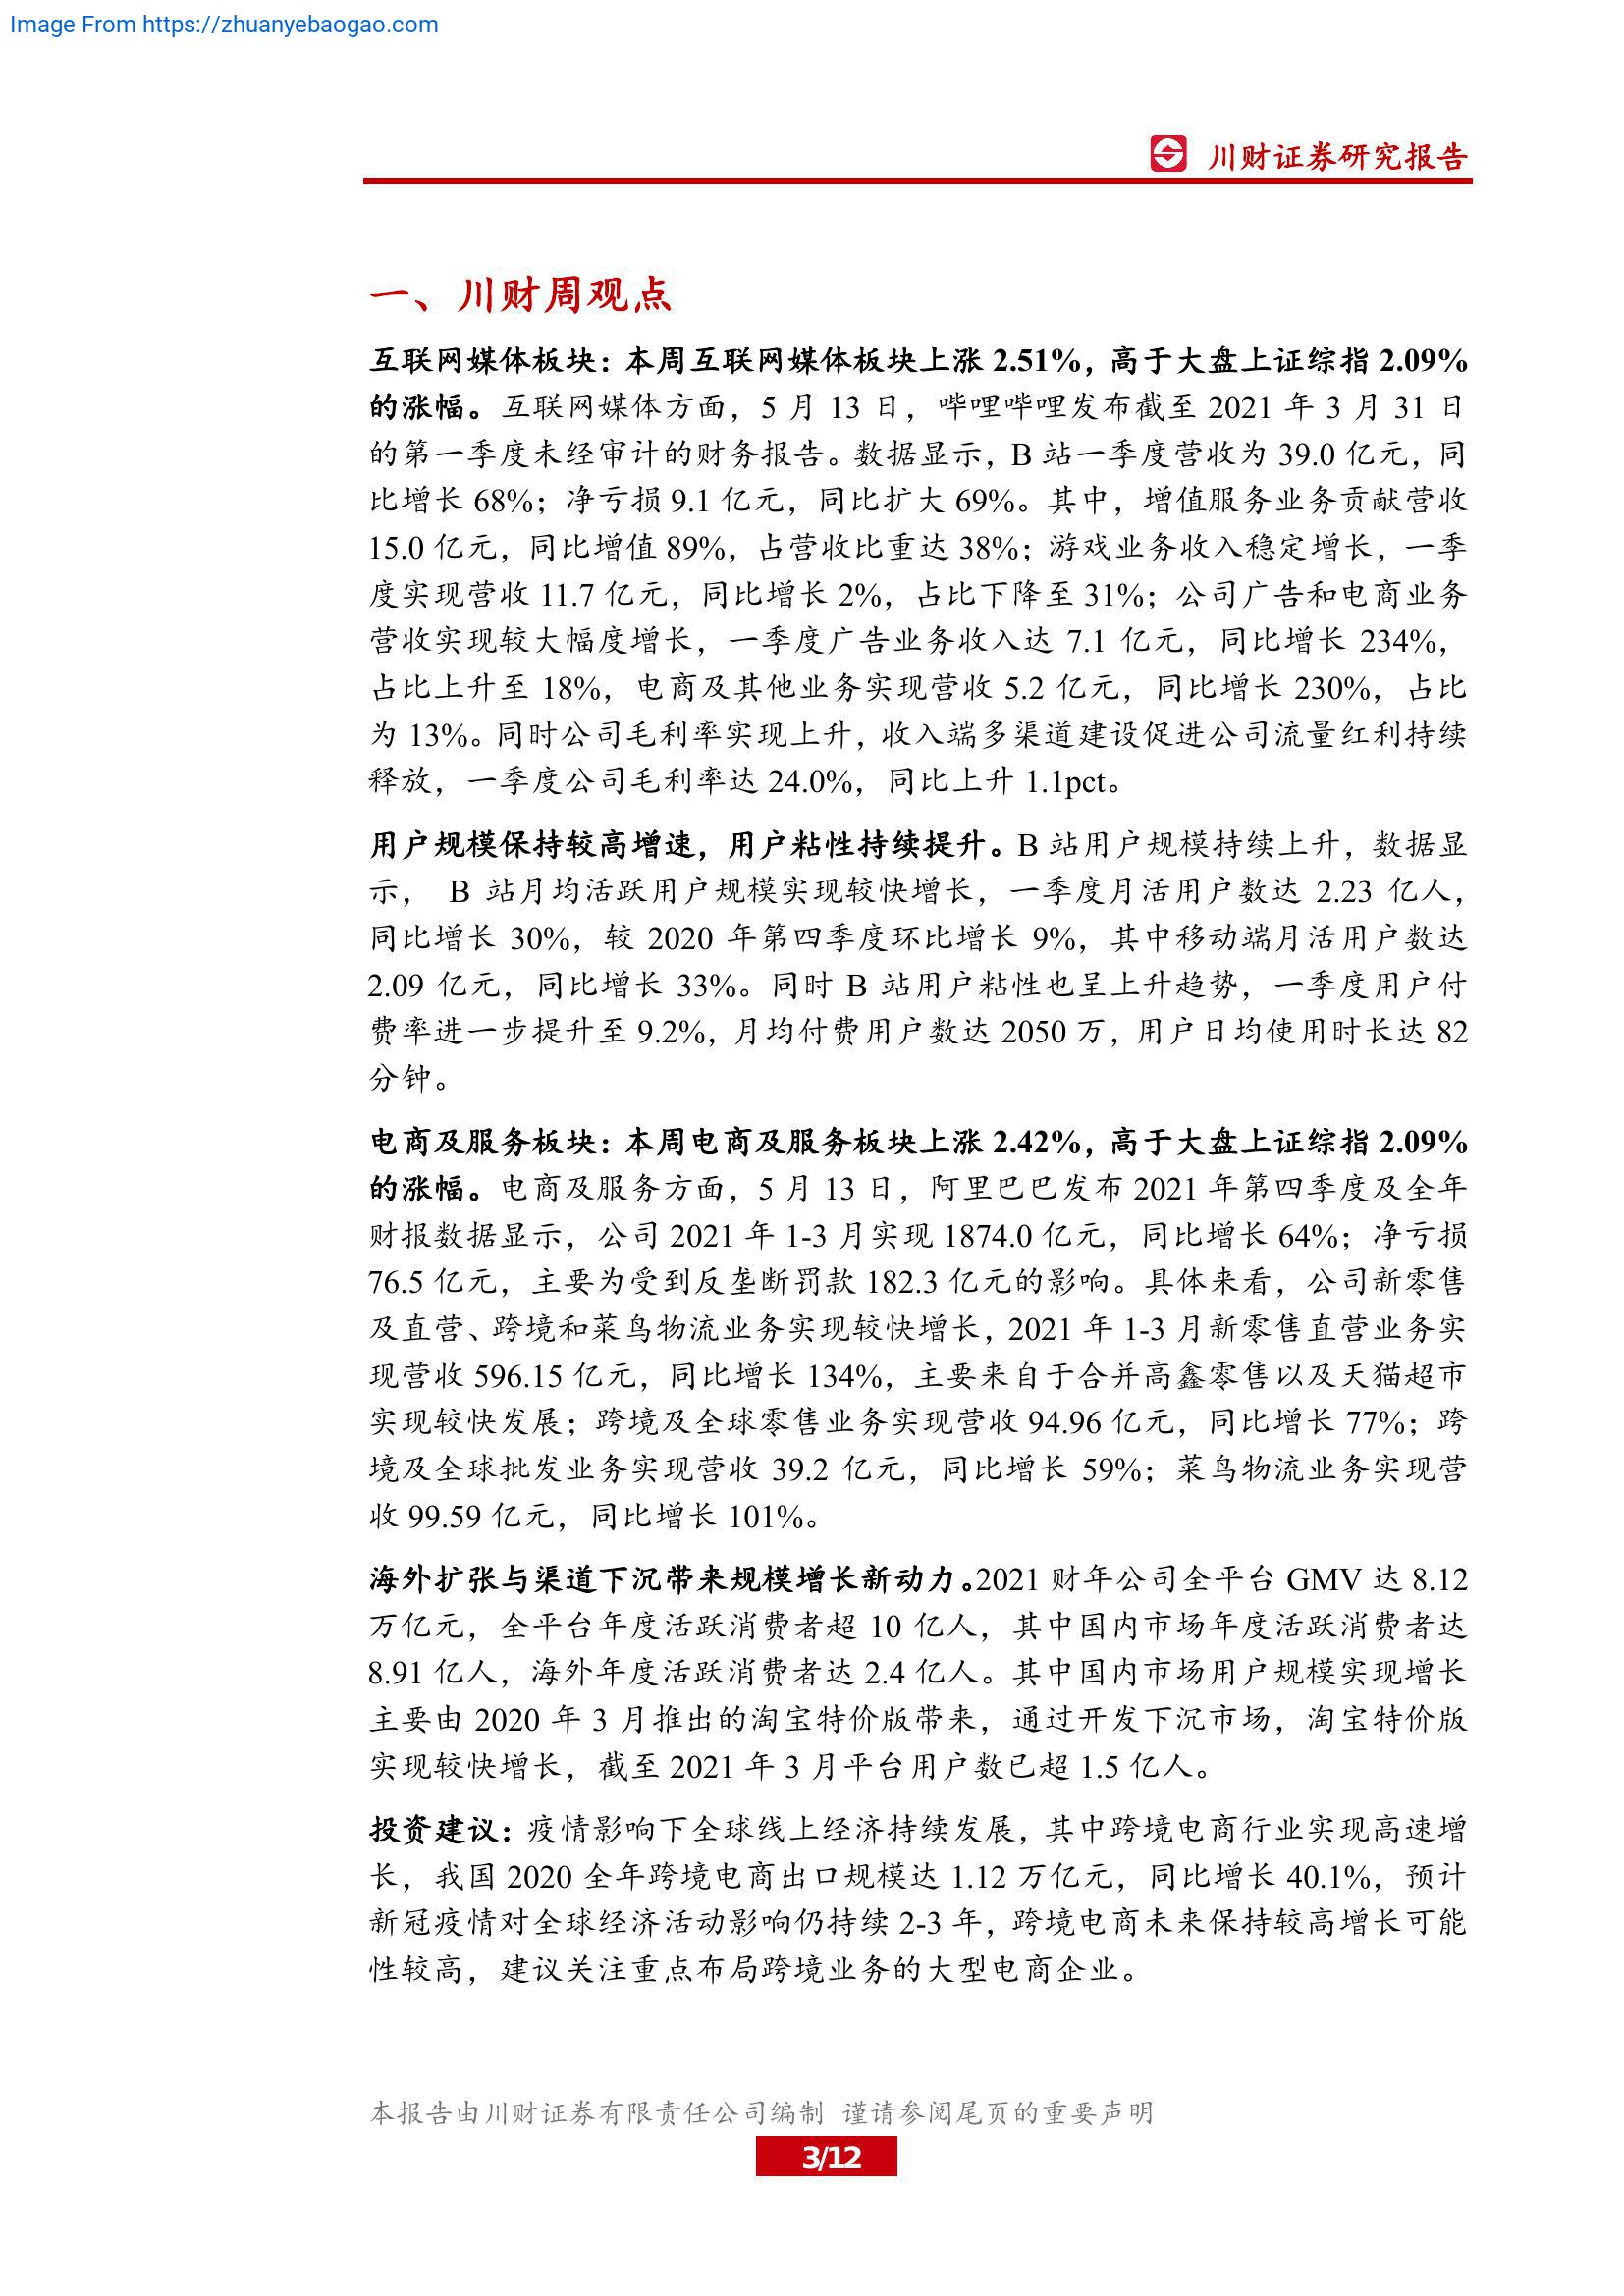 Image From https://zhuanyebaogao.com
川财证券研究报告
一、川财周观点
互联网媒体板块：本周互联网媒体板块上涨 2.51%，高于大盘上证综指 2.09%
的涨幅。互联网媒体方面，5 月 13 日，哔哩哔哩发布截至 2021 年 3 月 31 日
的第一季度未经审计的财务报告。数据显示，B 站一季度营收为 39.0 亿元，同
比增长 68%；净亏损 9.1 亿元，同比扩大 69%。其中，增值服务业务贡献营收
15.0 亿元，同比增值 89%，占营收比重达 38%；游戏业务收入稳定增长，一季
度实现营收 11.7 亿元，同比增长 2%，占比下降至 31%；公司广告和电商业务
营收实现较大幅度增长，一季度广告业务收入达 7.1 亿元，同比增长 234%，
占比上升至 18%，电商及其他业务实现营收 5.2 亿元，同比增长 230%，占比
为 13%。同时公司毛利率实现上升，收入端多渠道建设促进公司流量红利持续
释放，一季度公司毛利率达 24.0%，同比上升 1.1pct。
用户规模保持较高增速，用户粘性持续提升。B 站用户规模持续上升，数据显
示， B 站月均活跃用户规模实现较快增长，一季度月活用户数达 2.23 亿人，
同比增长 30%，较 2020 年第四季度环比增长 9%，其中移动端月活用户数达
2.09 亿元，同比增长 33%。同时 B 站用户粘性也呈上升趋势，一季度用户付
费率进一步提升至 9.2%，月均付费用户数达 2050 万，用户日均使用时长达 82
分钟。
电商及服务板块：本周电商及服务板块上涨 2.42%，高于大盘上证综指 2.09%
的涨幅。电商及服务方面，5 月 13 日，阿里巴巴发布 2021 年第四季度及全年
财报数据显示，公司 2021 年 1-3 月实现 1874.0 亿元，同比增长 64%；净亏损
76.5 亿元，主要为受到反垄断罚款 182.3 亿元的影响。具体来看，公司新零售
及直营、跨境和菜鸟物流业务实现较快增长，2021 年 1-3 月新零售直营业务实
现营收 596.15 亿元，同比增长 134%，主要来自于合并高鑫零售以及天猫超市
实现较快发展；跨境及全球零售业务实现营收 94.96 亿元，同比增长 77%；跨
境及全球批发业务实现营收 39.2 亿元，同比增长 59%；菜鸟物流业务实现营
收 99.59 亿元，同比增长 101%。
海外扩张与渠道下沉带来规模增长新动力。2021 财年公司全平台 GMV 达 8.12
万亿元，全平台年度活跃消费者超 10 亿人，其中国内市场年度活跃消费者达
8.91 亿人，海外年度活跃消费者达 2.4 亿人。其中国内市场用户规模实现增长
主要由 2020 年 3 月推出的淘宝特价版带来，通过开发下沉市场，淘宝特价版
实现较快增长，截至 2021 年 3 月平台用户数已超 1.5 亿人。
投资建议：疫情影响下全球线上经济持续发展，其中跨境电商行业实现高速增
长，我国 2020 全年跨境电商出口规模达 1.12 万亿元，同比增长 40.1%，预计
新冠疫情对全球经济活动影响仍持续 2-3 年，跨境电商未来保持较高增长可能
性较高，建议关注重点布局跨境业务的大型电商企业。
本报告由川财证券有限责任公司编制 谨请参阅尾页的重要声明
3/12